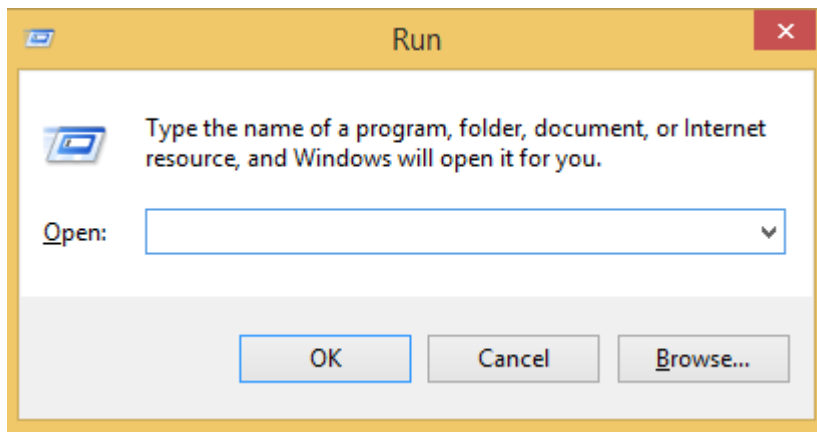 Run
Type the name of a program, folder, document, or Internet
resource, and Windows will open it for you.
Open:
OK Cancel Browse...